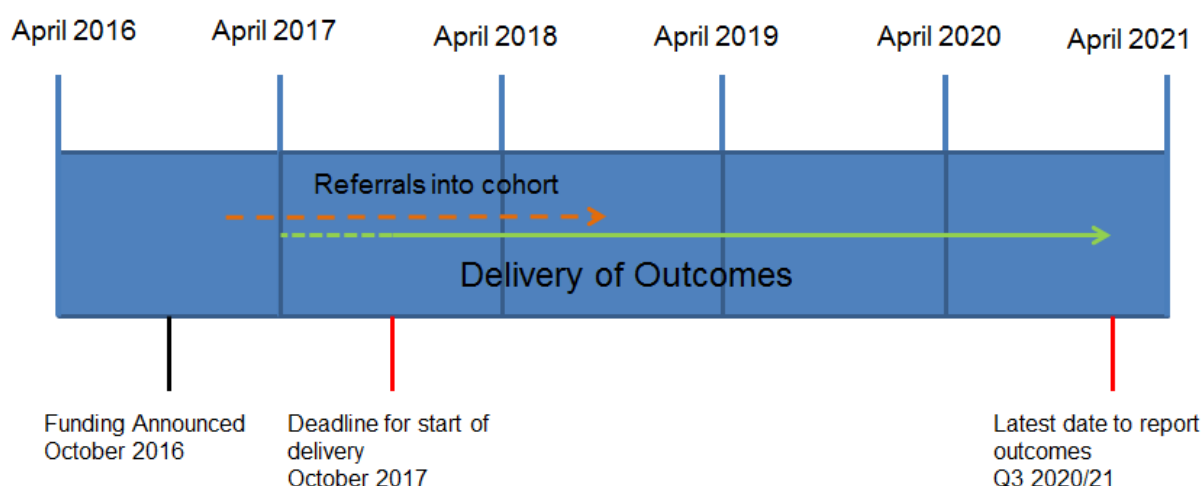 April 2016
April 2017
April 2018
April 2019
April 2020
April 2021
Referrals into cohort
Delivery of Outcomes
Funding Announced
October 2016
Deadline for start of
delivery
October 2017
Latest date to report
outcomes
Q3 2020/21